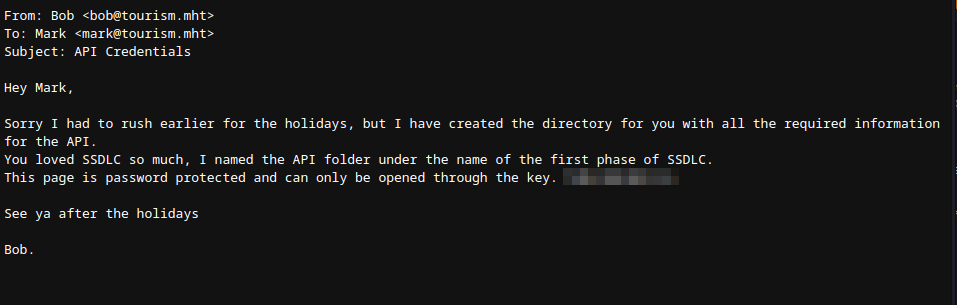 From: Bob <bob@tourism.mht>
To: Mark <mark@tourism.mht>
Subject: API Credentials
Hey Mark,
Sorry I had to rush earlier for the holidays, but I have created the directory for you with all the required information
for the API.
You loved SSDLC so much, I named the API folder under the name of the first phase of SSDLC.
This page is password protected and can only be opened through the key.
See ya after the holidays
Bob.